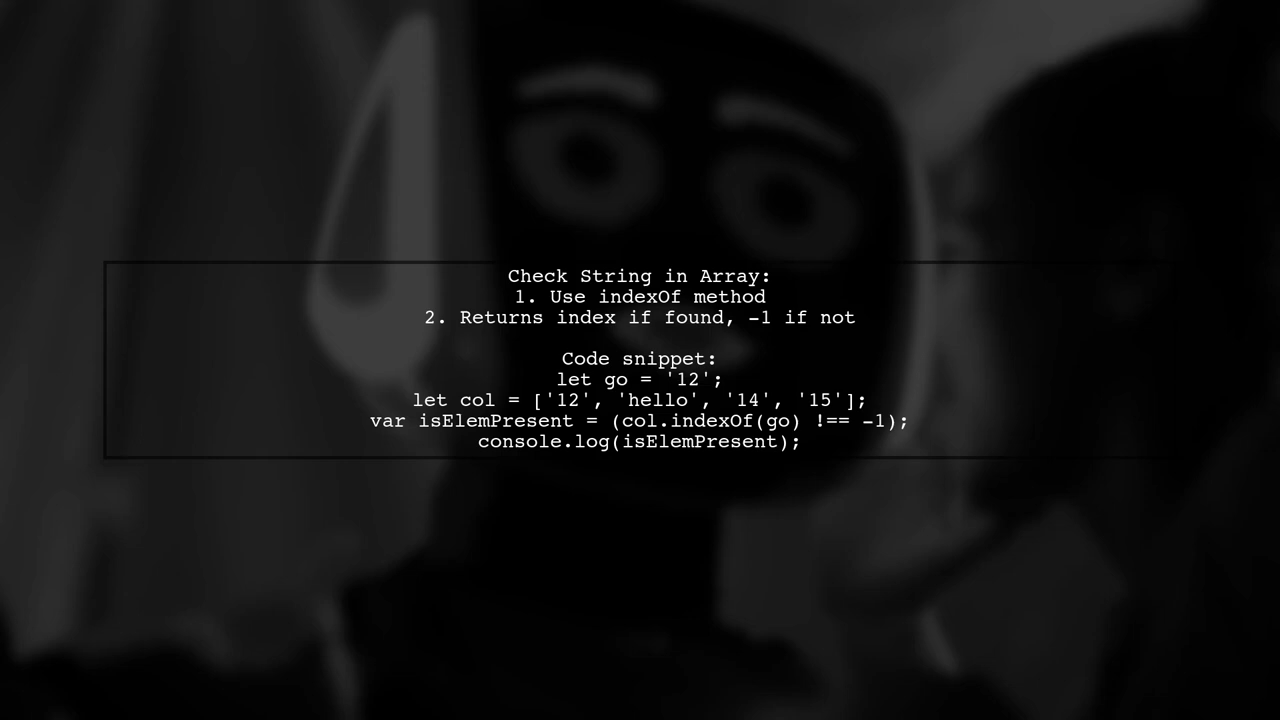 Check String in Array:
1. Use indexOf method
2. Returns index if found, -1 if not
Code snippet:
let go = '12';
let col = ['12', 'hello', '14', '15'];
var isElemPresent = (col.indexOf(go) !== -1);
console.log(isElemPresent);